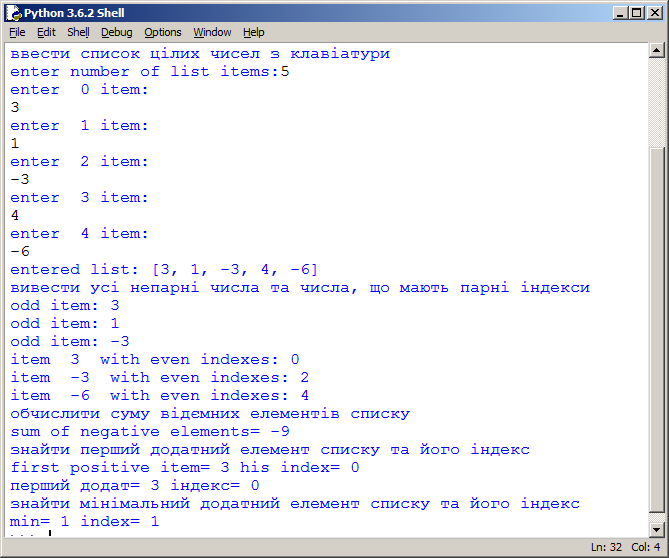 Python 3.6.2 Shell
File Edit Shell Debug Options Window Help
ввести список цілих чисел з клавіатури
enter number of list items:5
enter  0 item:
3
enter  1 item:
1
enter  2 item:
-3
enter  3 item:
4
enter  4 item:
-6
entered list: [3, 1, -3, 4, -6]
вивести усі непарні числа та числа, що мають парні індекси
odd item: 3
odd item: 1
odd item: -3
item  3  with even indexes: 0
item  -3  with even indexes: 2
item  -6  with even indexes: 4
обчислити суму відємних елементів списку
sum of negative elements= -9
знайти перший додатний елемент списку та його індекс
first positive item= 3 his index= 0
перший додат= 3 індекс= 0
знайти мінімальний додатний елемент списку та його індекс
min= 1 index= 1
Ln: 32 Col: 4